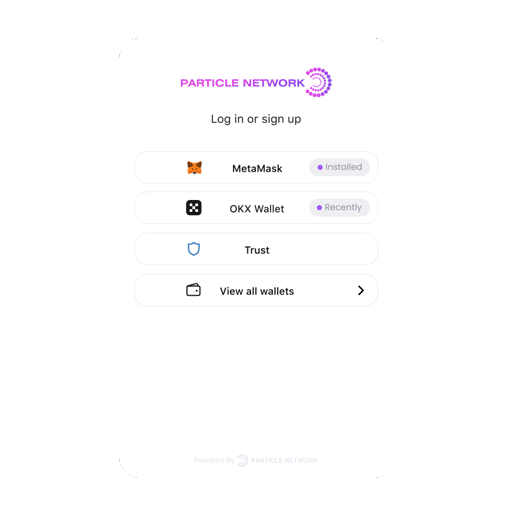 PARTICLE NETWORK
Log in or sign up
MetaMask
Installed
OKX Wallet
Recently
Trust
View all wallets
Powered By PARTICLE NETWORK